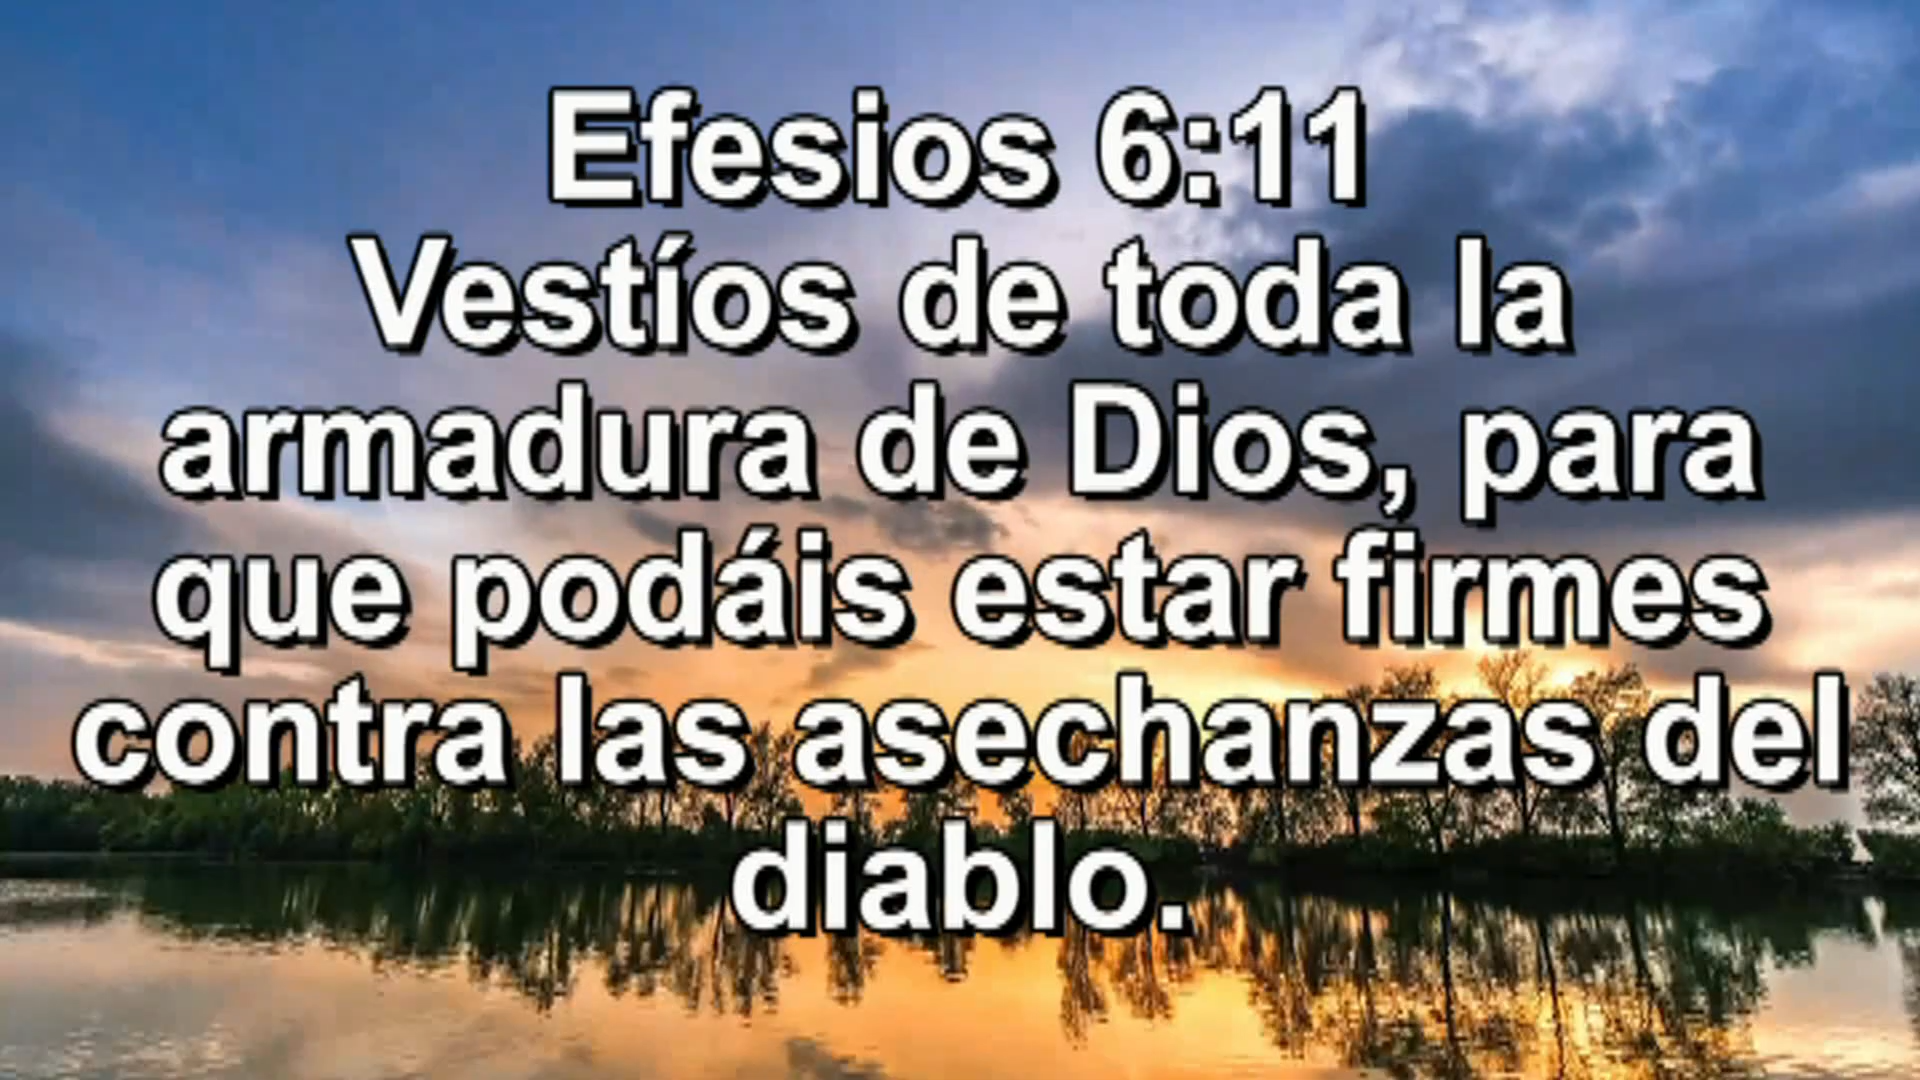 Efesios 6:11
Vestíos de toda la
armadura de Dios, para
que podáis estar firmes
contra las asechanzas del
diablo.